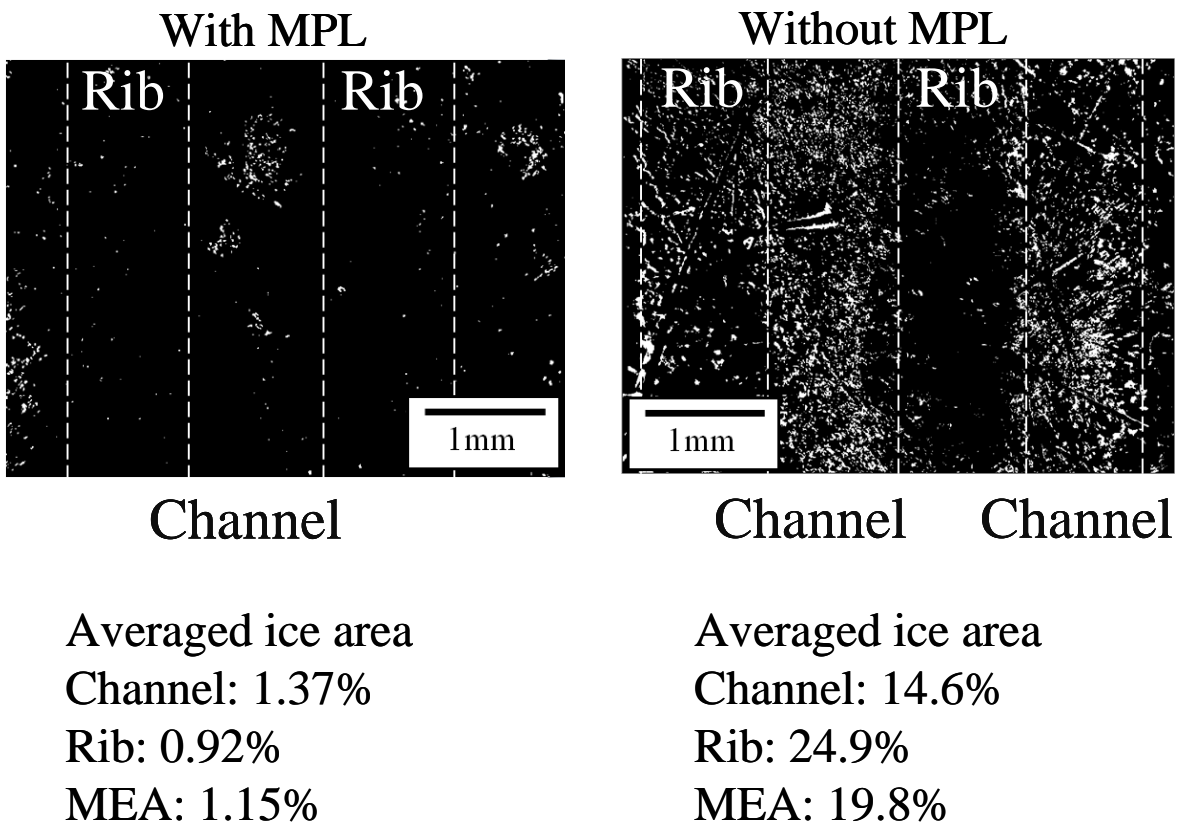 With MPL
Rib Rib
1mm
Channel
Averaged ice area
Channel: 1.37%
Rib: 0.92%
MEA: 1.15%
Without MPL
Rib Rib
1mm
Channel Channel
Averaged ice area
Channel: 14.6%
Rib: 24.9%
MEA: 19.8%